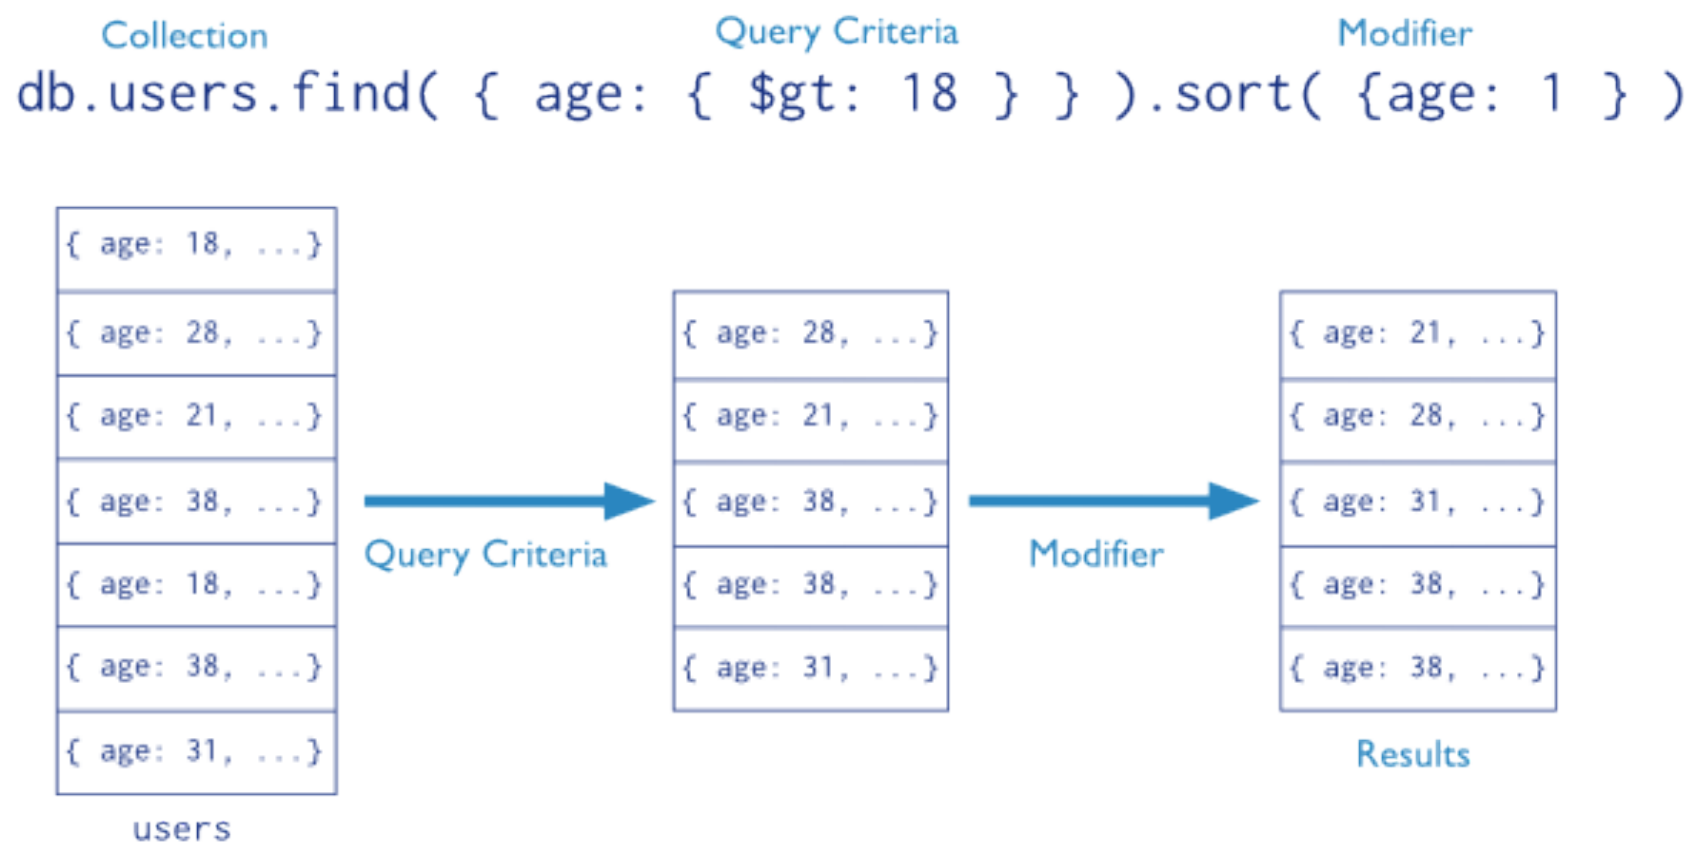 Collection Query Criteria Modifier
db.users.find( { age: { $gt: 18 } } ).sort( {age: 1 } )
{ age: 18, ...}
{ age: 28, ...}
{ age: 21, ...}
{ age: 38, ...}
{ age: 18, ...}
{ age: 38, ...}
{ age: 31, ...}
users
Query Criteria
{ age: 28, ...}
{ age: 21, ...}
{ age: 38, ...}
{ age: 38, ...}
{ age: 31, ...}
Modifier
{ age: 21, ...}
{ age: 28, ...}
{ age: 31, ...}
{ age: 38, ...}
{ age: 38, ...}
Results